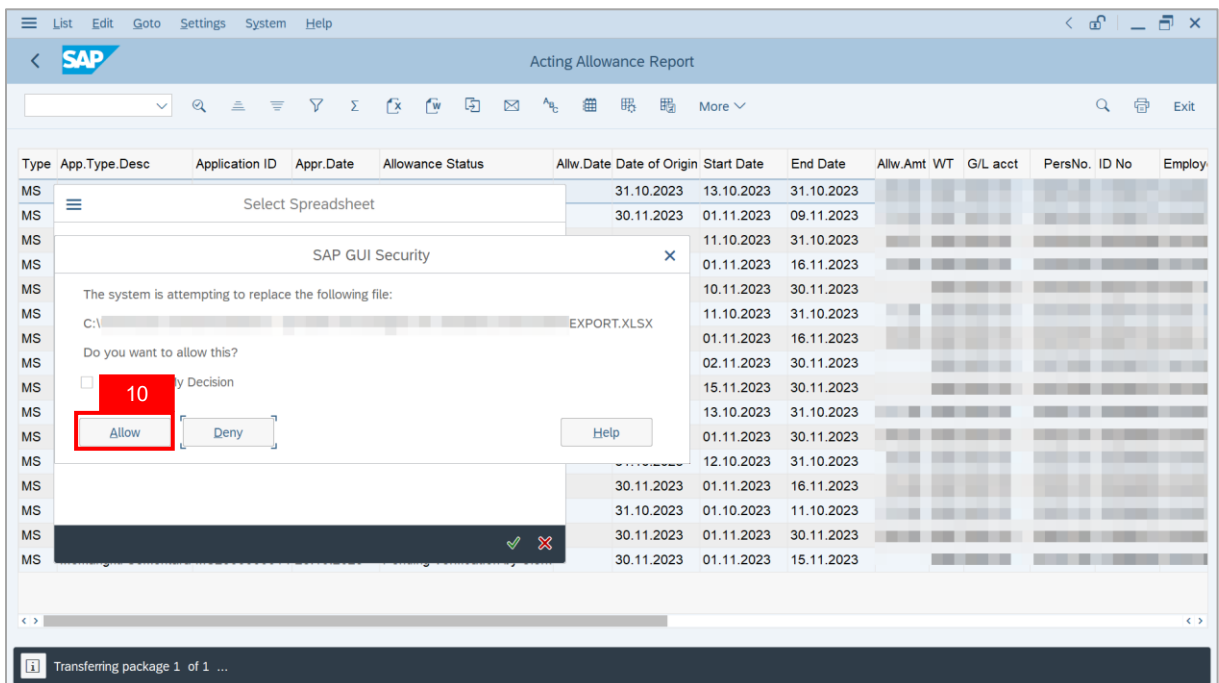 List Edit Goto Settings System Help
SAP Acting Allowance Report
More Exit
Type App.Type.Desc Application ID Appr.Date Allowance Status Allw.Date Date of Origin Start Date End Date Allw.Amt WT G/L acct PersNo. ID No Employ
MS 31.10.2023 13.10.2023 31.10.2023
Select Spreadsheet
MS 30.11.2023 01.11.2023 09.11.2023
MS 11.10.2023 31.10.2023
SAP GUI Security
MS 01.11.2023 16.11.2023
MS 10.11.2023 30.11.2023
The system is attempting to replace the following file:
MS 11.10.2023 31.10.2023
C:\ EXPORT.XLSX
MS 01.11.2023 16.11.2023
Do you want to allow this?
MS 02.11.2023 30.11.2023
MS 15.11.2023 30.11.2023
10 y Decision
MS 13.10.2023 31.10.2023
Allow Deny Help
MS 01.11.2023 30.11.2023
MS 12.10.2023 31.10.2023
MS 30.11.2023 01.11.2023 16.11.2023
MS 31.10.2023 01.10.2023 11.10.2023
MS 30.11.2023 01.11.2023 30.11.2023
MS 30.11.2023 01.11.2023 15.11.2023
Transferring package 1 of 1 ...